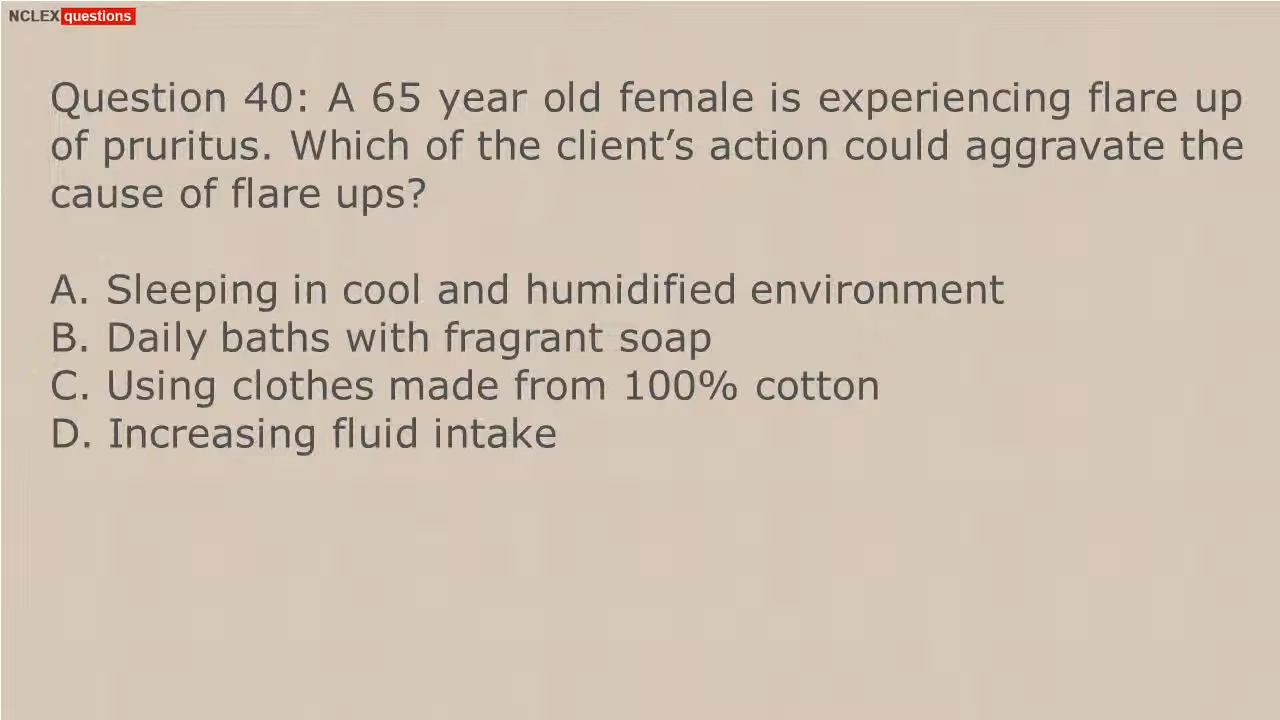 NCLEX questions
Question 40: A 65 year old female is experiencing flare up
of pruritus. Which of the client’s action could aggravate the
cause of flare ups?
A. Sleeping in cool and humidified environment
B. Daily baths with fragrant soap
C. Using clothes made from 100% cotton
D. Increasing fluid intake